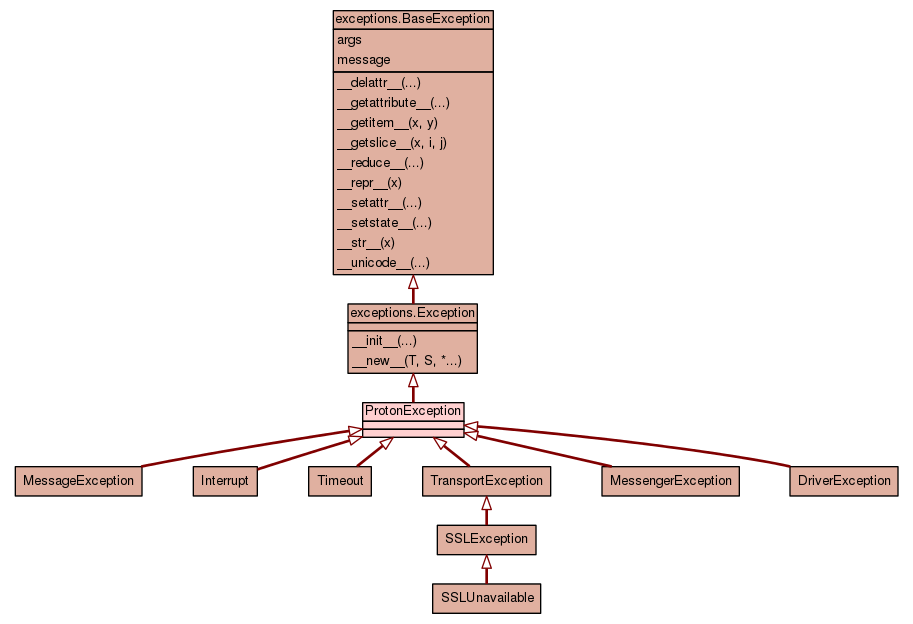 exceptions.BaseException
args
message
__delattr__(...)
__getattribute__(...)
__getitem__(x, y)
__getslice__(x, i, j)
__reduce__(...)
__repr__(x)
__setattr__(...)
__setstate__(...)
__str__(x)
__unicode__(...)
exceptions.Exception
__init__(...)
__new__(T, S, *...)
ProtonException
MessageException
Interrupt
Timeout
TransportException
MessengerException
DriverException
SSLException
SSLUnavailable